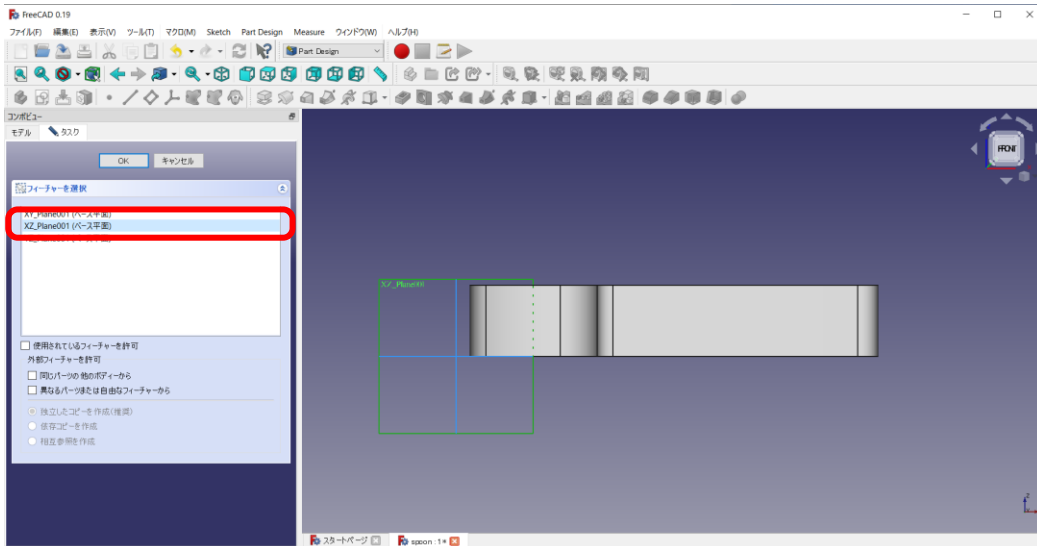 FreeCAD 0.19
ファイル(F) 編集(E) 表示(V) ツール(T) マクロ(M) Sketch Part Design Measure ウィンドウ(W) ヘルプ(H)
Part Design
コンボビュー
モデル タスク
OK キャンセル
フィーチャーを選択
XY_Plane001 (ベース平面)
XZ_Plane001 (ベース平面)
使用されているフィーチャーを許可
外部フィーチャーを許可
同じパーツの他のボディーから
異なるパーツまたは自由なフィーチャーから
独立したコピーを作成(推奨)
依存コピーを作成
相互参照を作成
XZ_Plane001
FRONT
z
スタートページ
spoon : 1*